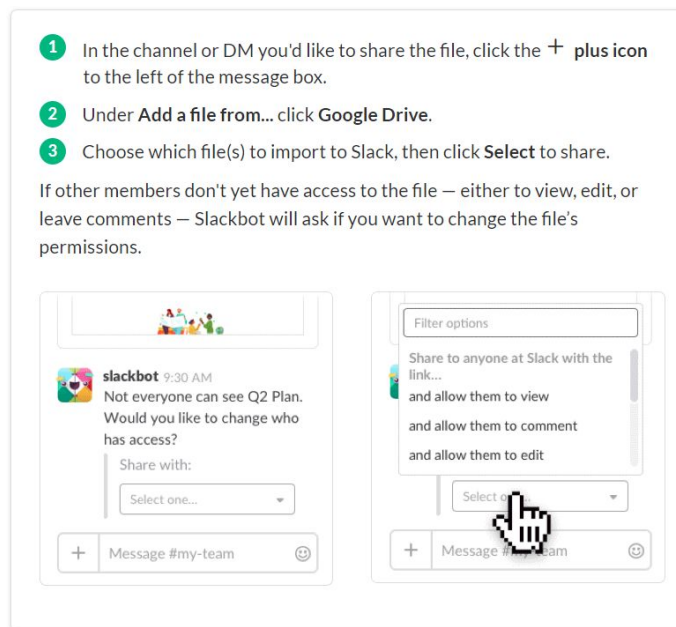 1 In the channel or DM you'd like to share the file, click the + plus icon
to the left of the message box.
2 Under Add a file from... click Google Drive.
3 Choose which file(s) to import to Slack, then click Select to share.
If other members don't yet have access to the file — either to view, edit, or
leave comments — Slackbot will ask if you want to change the file's
permissions.
slackbot 9:30 AM
Not everyone can see Q2 Plan.
Would you like to change who
has access?
Share with:
Select one...
+ Message #my-team
Filter options
Share to anyone at Slack with the
link...
and allow them to view
and allow them to comment
and allow them to edit
Select
+ Message